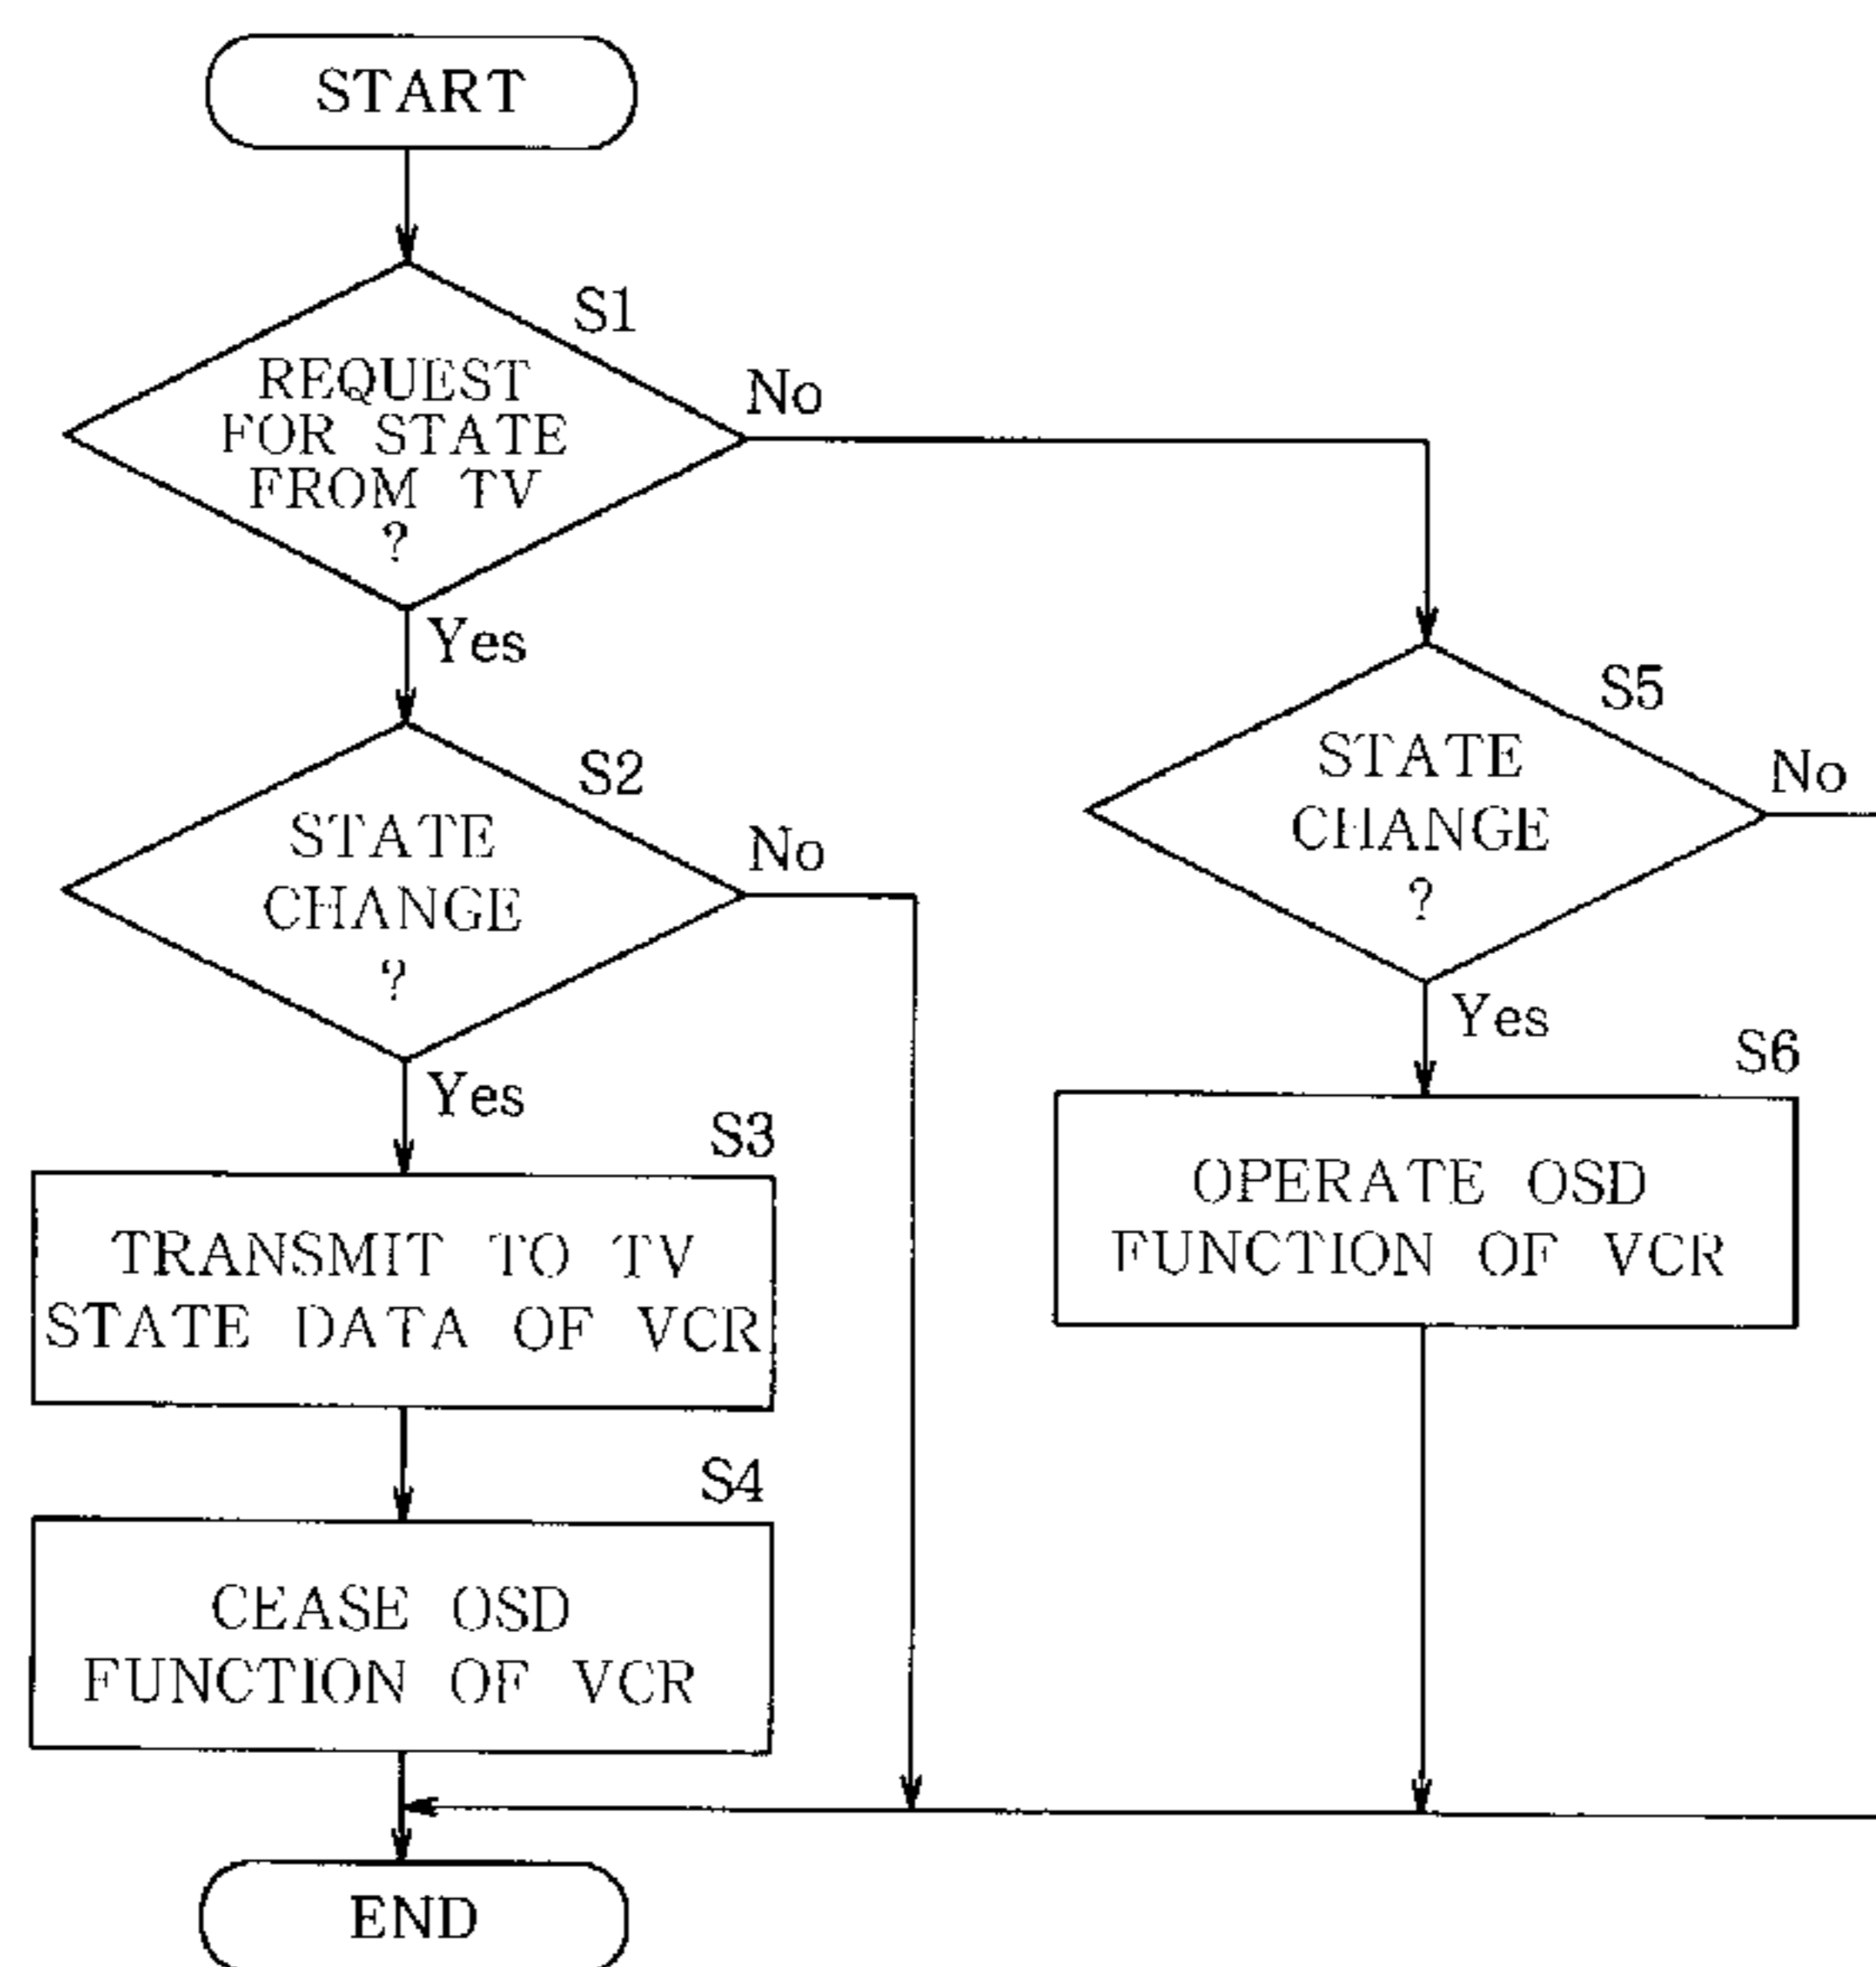 START
S1
REQUEST
FOR STATE
FROM TV
?
No
Yes
S2
STATE
CHANGE
?
No
Yes
S3
TRANSMIT TO TV
STATE DATA OF VCR
S4
CEASE OSD
FUNCTION OF VCR
END
S5
STATE
CHANGE
?
No
Yes
S6
OPERATE OSD
FUNCTION OF VCR